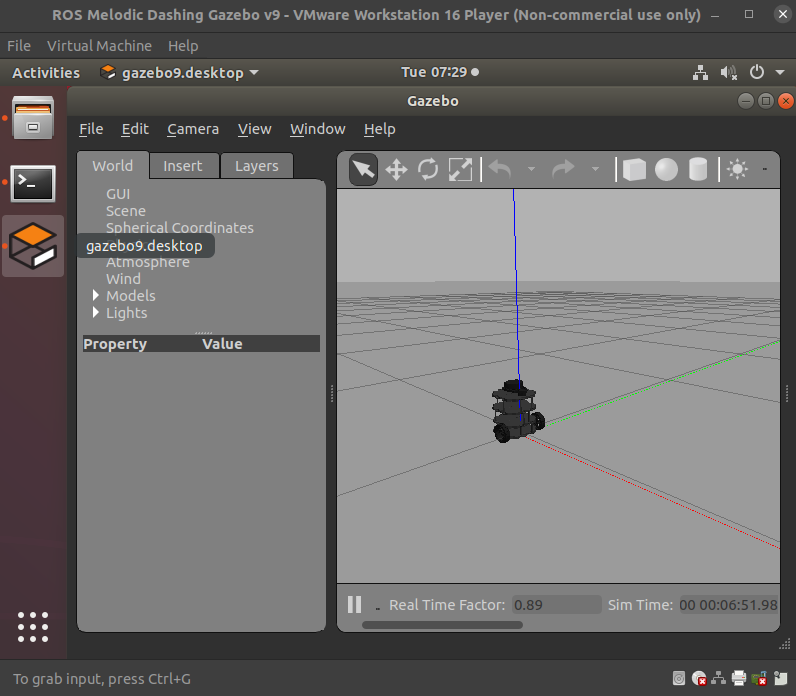 ROS Melodic Dashing Gazebo v9 - VMware Workstation 16 Player (Non-commercial use only)
File Virtual Machine Help
Activities gazebo9.desktop Tue 07:29
Gazebo
File Edit Camera View Window Help
World Insert Layers
GUI
Scene
Spherical Coordinates
gazebo9.desktop
Atmosphere
Wind
Models
Lights
Property Value
Real Time Factor: 0.89 Sim Time: 00 00:06:51.98
To grab input, press Ctrl+G